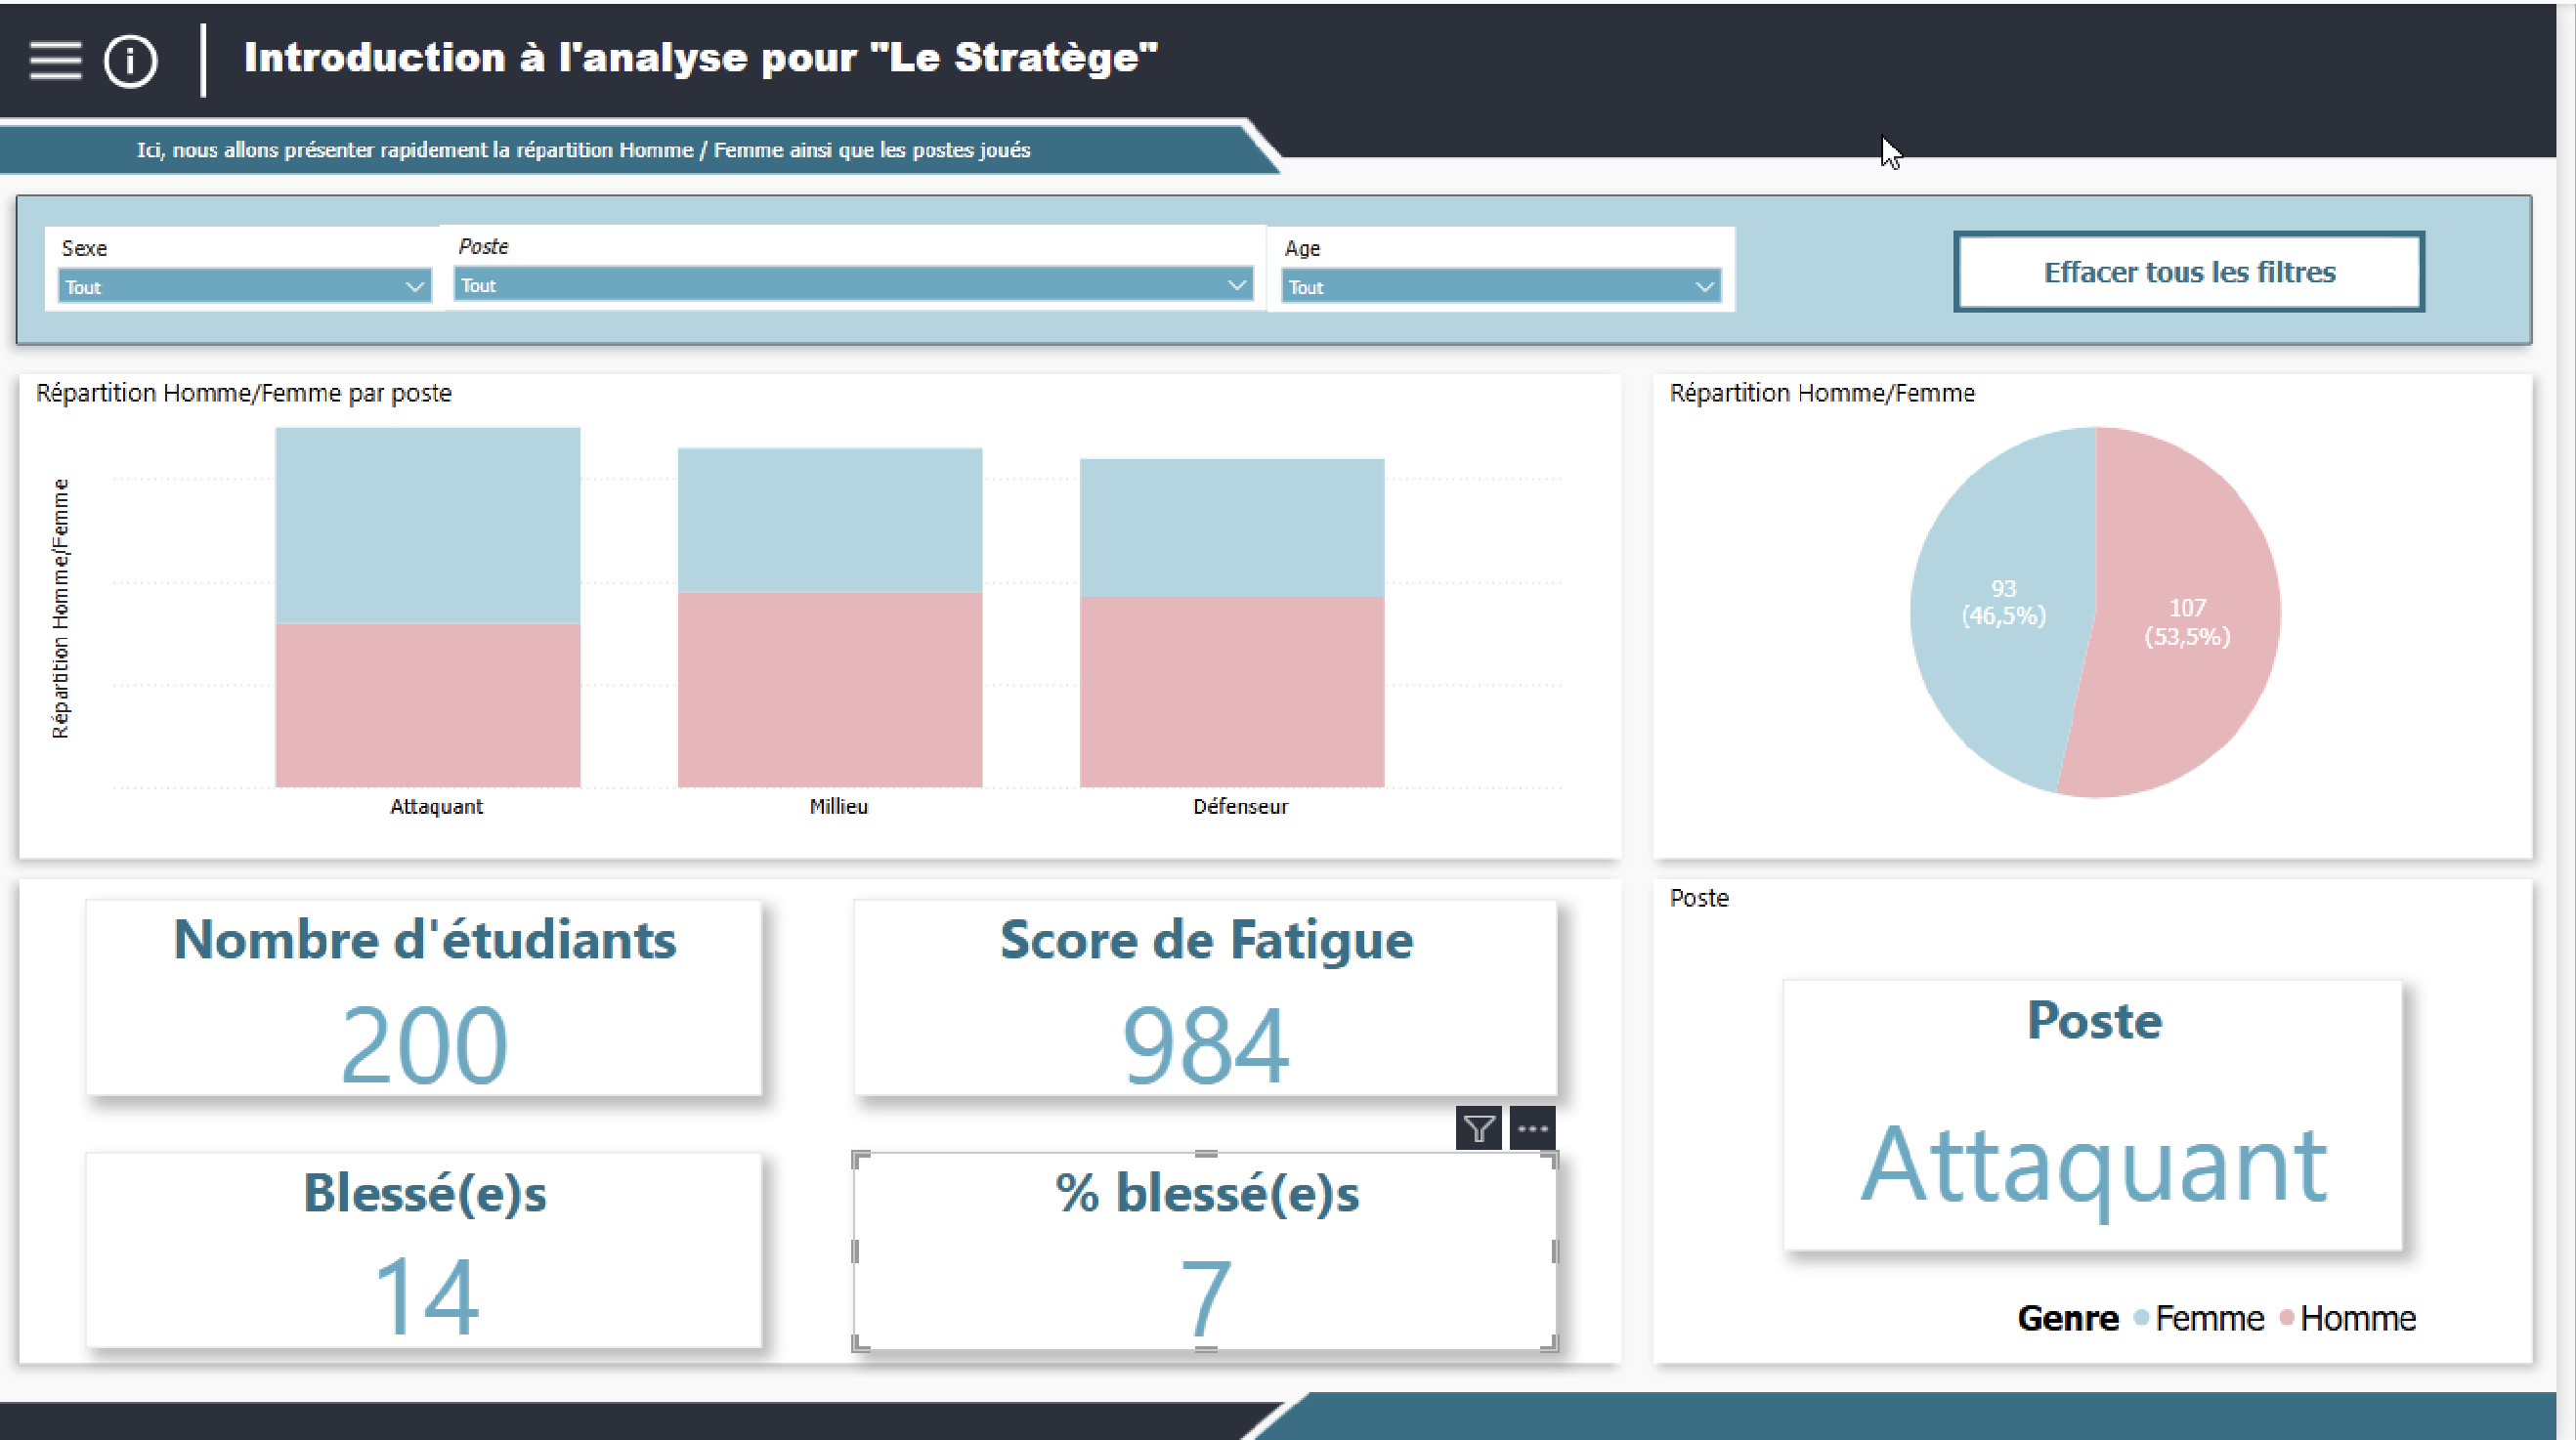 Introduction à l'analyse pour "Le Stratège"
Ici, nous allons présenter rapidement la répartition Homme / Femme ainsi que les postes joués
Sexe
Tout
Poste
Tout
Age
Tout
Effacer tous les filtres
Répartition Homme/Femme par poste
Répartition Homme/Femme
Attaquant
Millieu
Défenseur
Répartition Homme/Femme
93
(46,5%)
107
(53,5%)
Nombre d'étudiants
200
Score de Fatigue
984
Blessé(e)s
14
% blessé(e)s
7
Poste
Poste
Attaquant
Genre Femme Homme